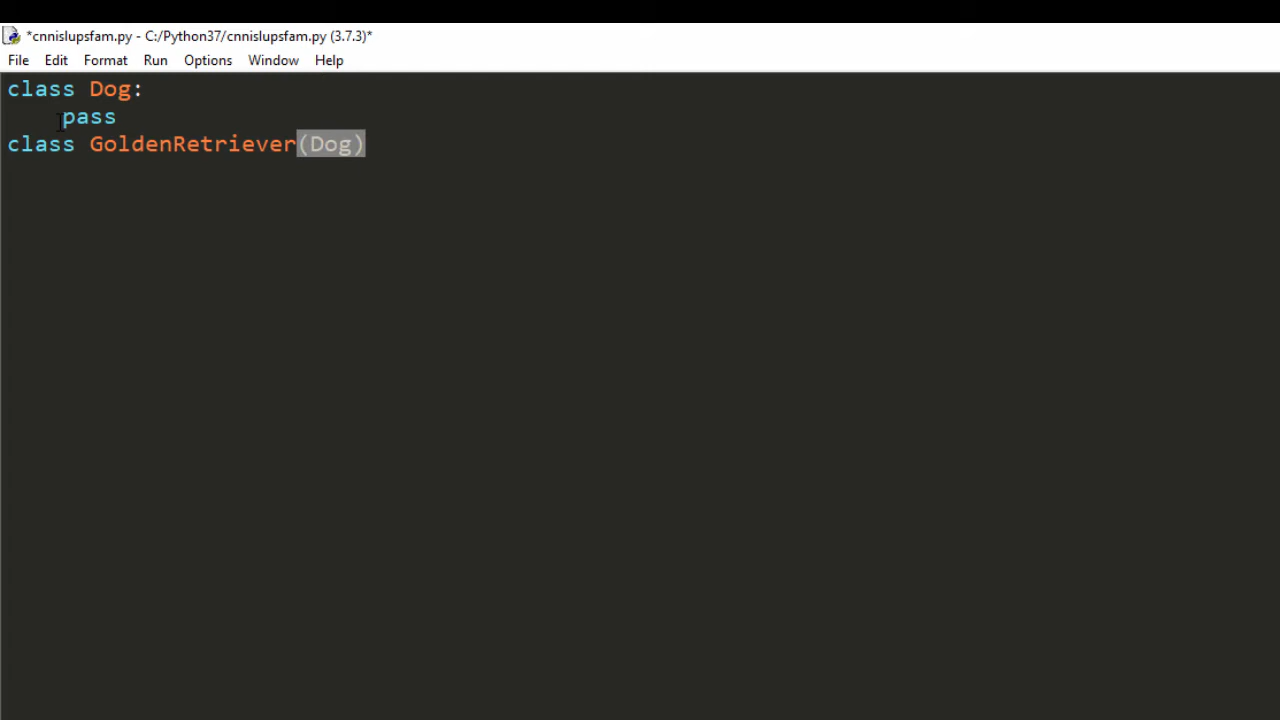 *cnnislupsfam.py - C:/Python37/cnnislupsfam.py (3.7.3)*
File Edit Format Run Options Window Help
class Dog:
    pass
class GoldenRetriever(Dog)